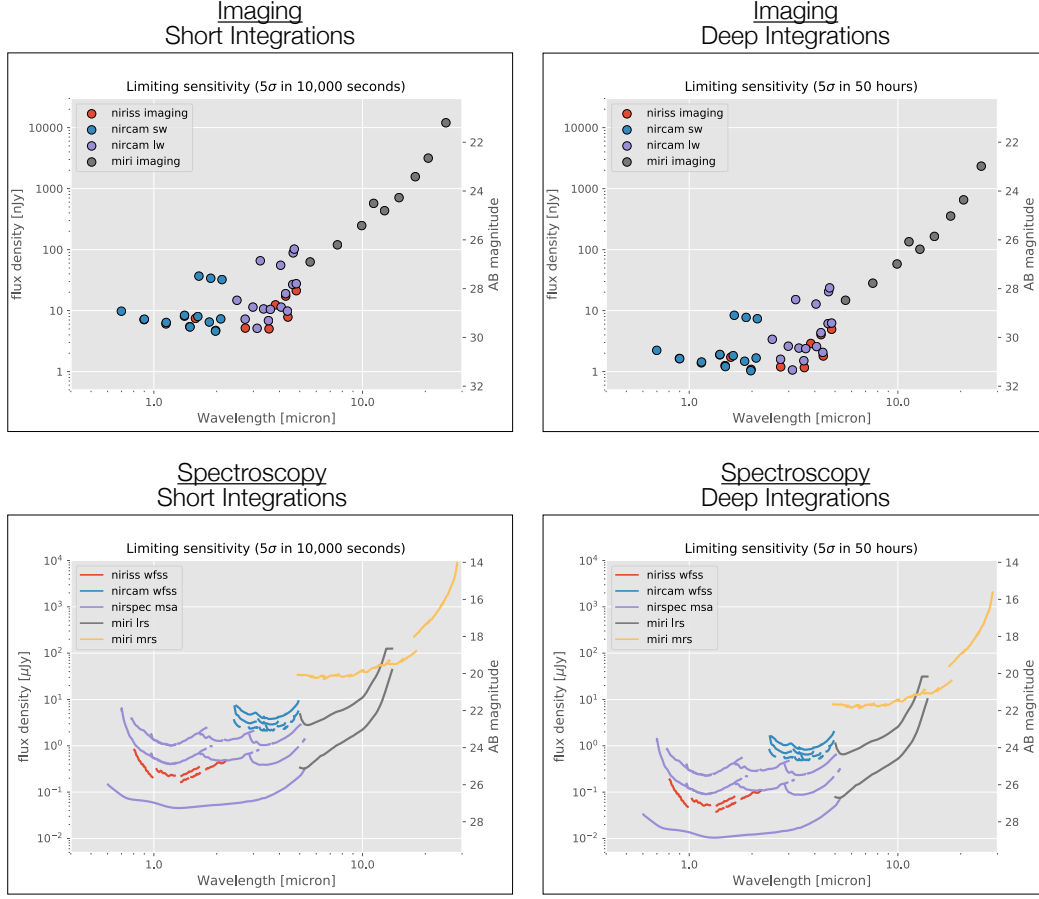 Imaging
Short Integrations
Limiting sensitivity (5σ in 10,000 seconds)
niriss imaging
nircam sw
nircam lw
miri imaging
10000
1000
100
10
1
22
24
26
28
30
32
flux density [nJy]
AB magnitude
1.0
10.0
Wavelength [micron]
Imaging
Deep Integrations
Limiting sensitivity (5σ in 50 hours)
niriss imaging
nircam sw
nircam lw
miri imaging
10000
1000
100
10
1
22
24
26
28
30
32
flux density [nJy]
AB magnitude
1.0
10.0
Wavelength [micron]
Spectroscopy
Short Integrations
Limiting sensitivity (5σ in 10,000 seconds)
niriss wfss
nircam wfss
nirspec msa
miri lrs
miri mrs
10⁴
10³
10²
10¹
10⁰
10⁻¹
10⁻²
14
16
18
20
22
24
26
28
flux density [μJy]
AB magnitude
1.0
10.0
Wavelength [micron]
Spectroscopy
Deep Integrations
Limiting sensitivity (5σ in 50 hours)
niriss wfss
nircam wfss
nirspec msa
miri lrs
miri mrs
10⁴
10³
10²
10¹
10⁰
10⁻¹
10⁻²
14
16
18
20
22
24
26
28
flux density [μJy]
AB magnitude
1.0
10.0
Wavelength [micron]